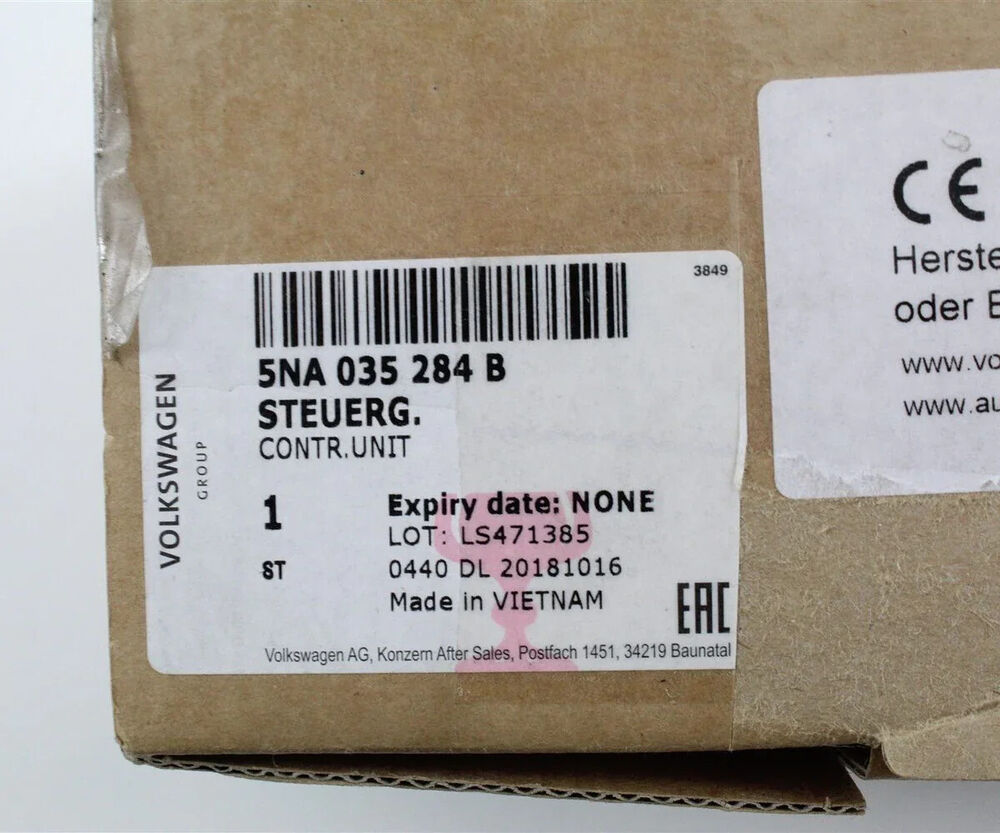 3849
5NA 035 284 B
STEUERG.
CONTR.UNIT
VOLKSWAGEN
GROUP
1
Expiry date: NONE
LOT: LS471385
ST
0440 DL 20181016
Made in VIETNAM
EAC
Volkswagen AG, Konzern After Sales, Postfach 1451, 34219 Baunatal
CE
Herste
oder E
www.vo
www.au